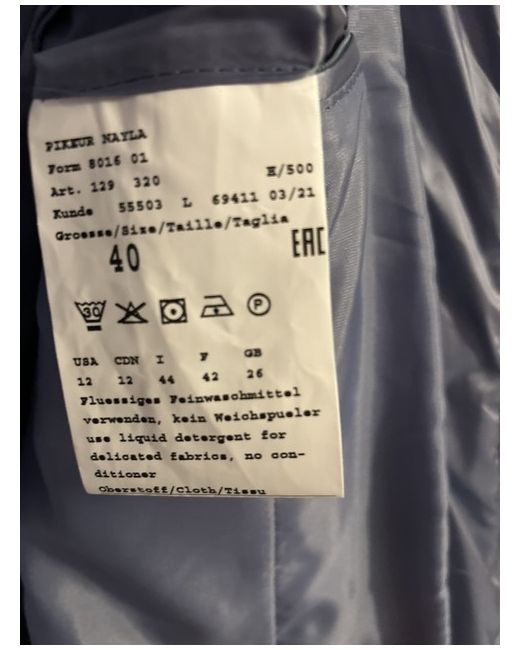 PIKEUR NAYLA
Form 8016 01
Art. 129 320 H/500
Kunde 55503 L 69411 03/21
Groesse/Size/Taille/Taglia
40 EAC
30 P
USA CDN I F GB
12 12 44 42 26
Fluessiges Feinwaschmittel
verwenden, kein Weichspueler
use liquid detergent for
delicated fabrics, no con-
ditioner
Oberstoff/Cloth/Tissu